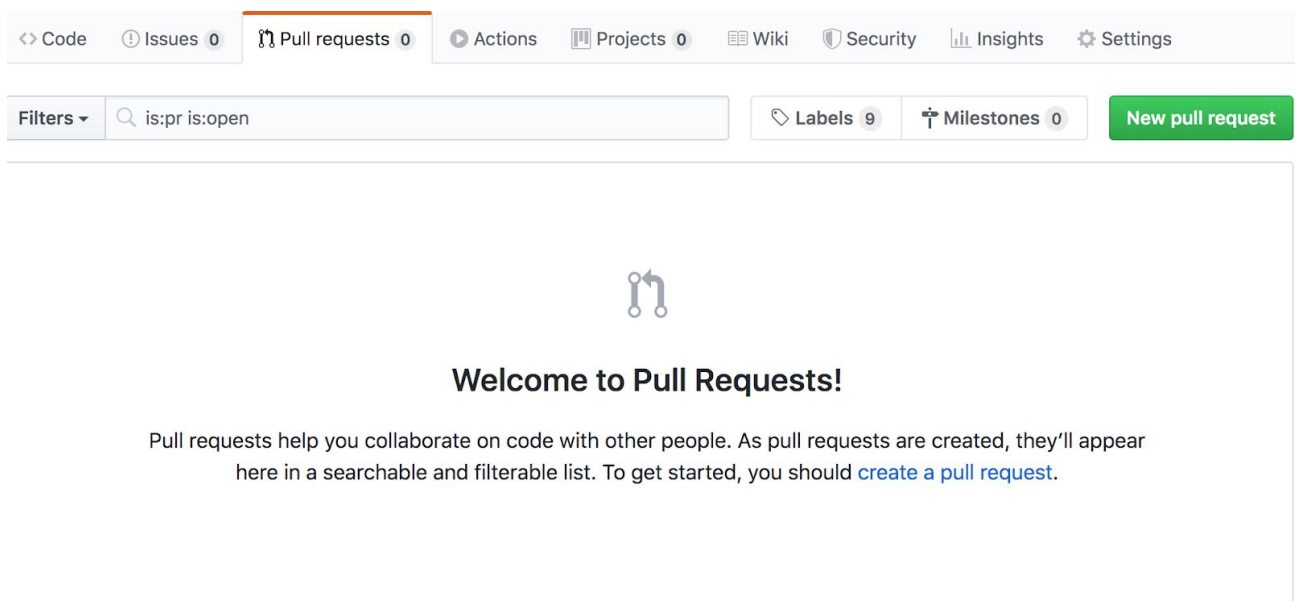 Code Issues 0 Pull requests 0 Actions Projects 0 Wiki Security Insights Settings
Filters is:pr is:open Labels 9 Milestones 0 New pull request
Welcome to Pull Requests!
Pull requests help you collaborate on code with other people. As pull requests are created, they’ll appear
here in a searchable and filterable list. To get started, you should create a pull request.